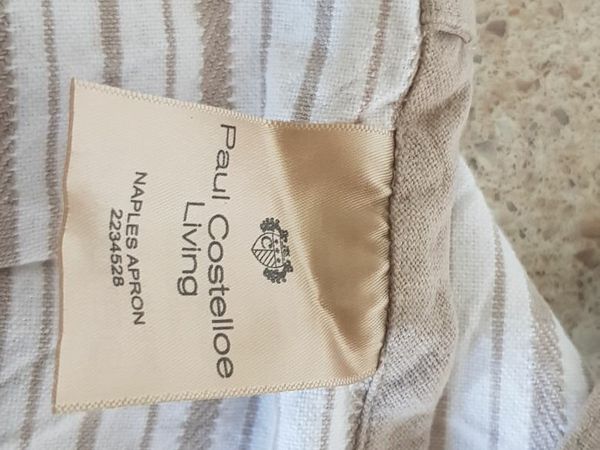 Paul Costelloe
Living
NAPLES APRON
2234528